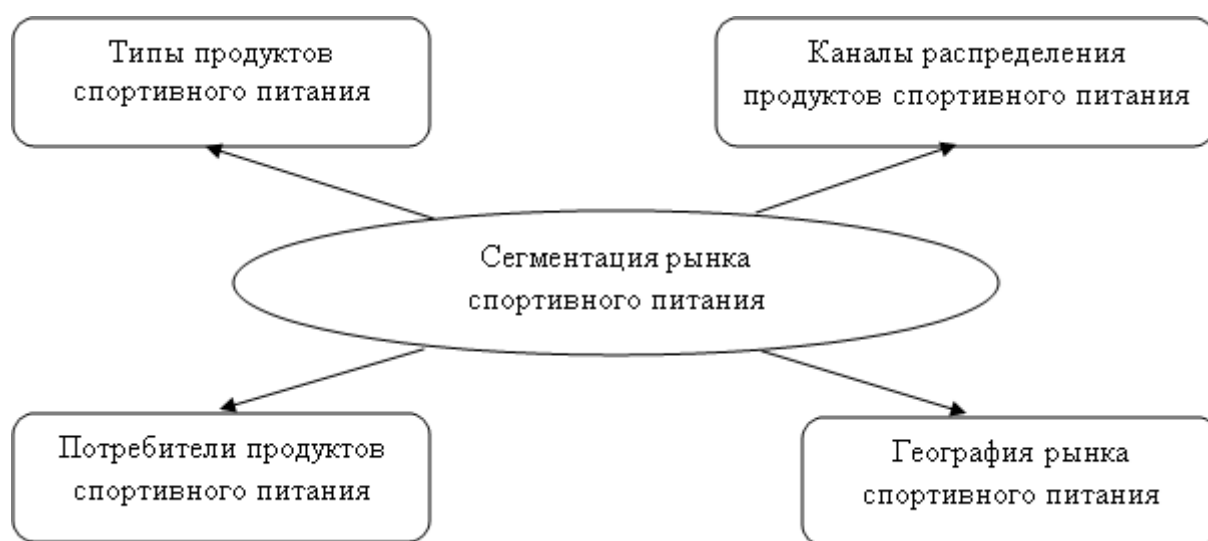 Типы продуктов
спортивного питания
Каналы распределения
продуктов спортивного питания
Сегментация рынка
спортивного питания
Потребители продуктов
спортивного питания
География рынка
спортивного питания